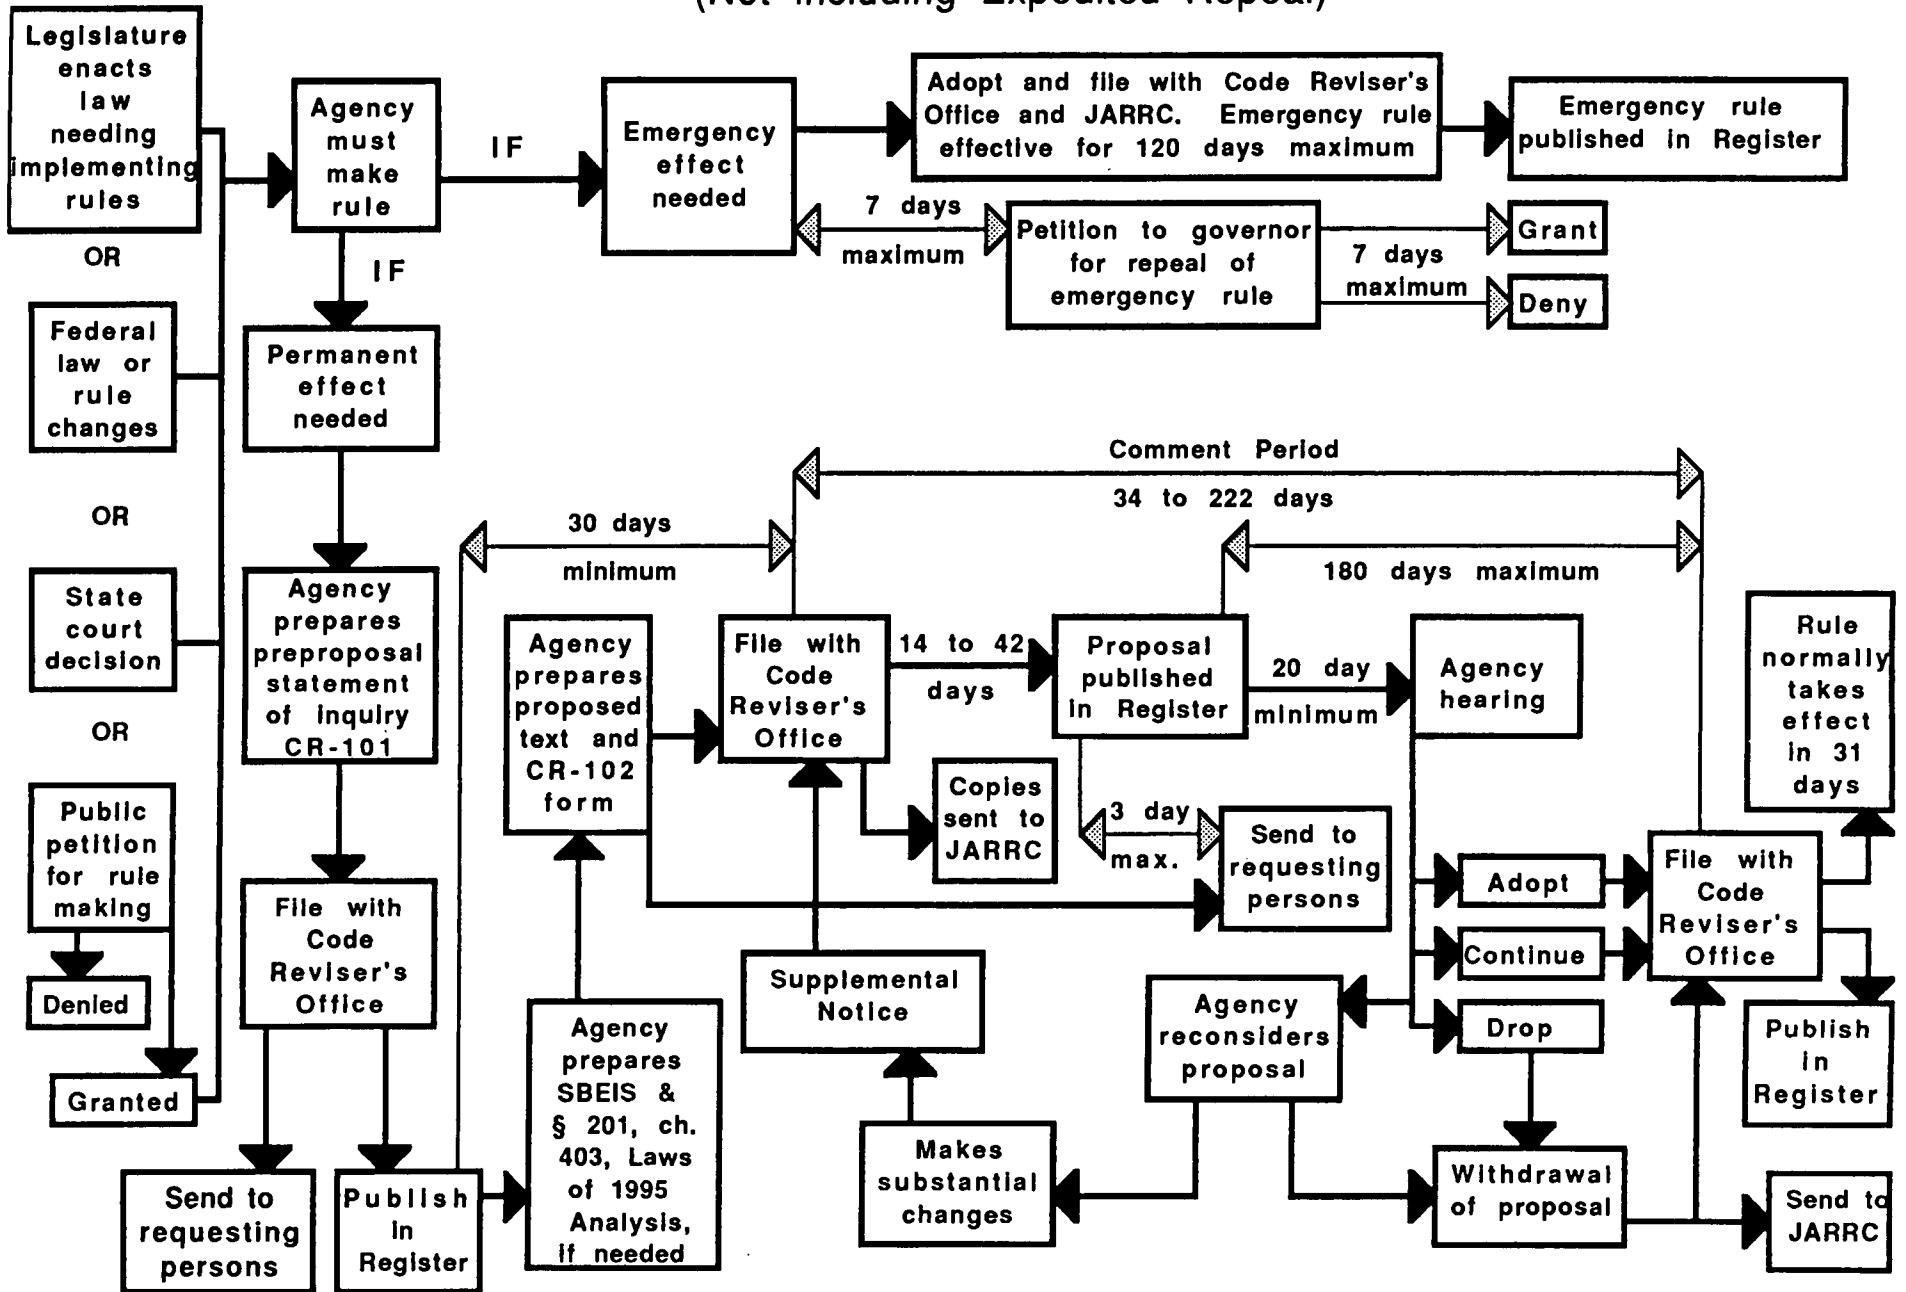 (Not Including Expedited Repeal)
Legislature
enacts
law
needing
implementing
rules
OR
Federal
law or
rule
changes
OR
State
court
decision
OR
Public
petition
for rule
making
Denied
Granted
Agency
must
make
rule
IF
IF
Emergency
effect
needed
Adopt and file with Code Reviser's
Office and JARRC. Emergency rule
effective for 120 days maximum
Emergency rule
published in Register
7 days
maximum
Petition to governor
for repeal of
emergency rule
7 days
maximum
Grant
Deny
Permanent
effect
needed
Agency
prepares
preproposal
statement
of inquiry
CR-101
File with
Code
Reviser's
Office
Send to
requesting
persons
Publish
in
Register
30 days
minimum
Agency
prepares
SBEIS &
§ 201, ch.
403, Laws
of 1995
Analysis,
if needed
Agency
prepares
proposed
text and
CR-102
form
File with
Code
Reviser's
Office
Comment Period
34 to 222 days
180 days maximum
14 to 42
days
Copies
sent to
JARRC
Proposal
published
in Register
20 day
minimum
3 day
max.
Send to
requesting
persons
Agency
hearing
Adopt
Continue
Drop
Supplemental
Notice
Makes
substantial
changes
Agency
reconsiders
proposal
Withdrawal
of proposal
File with
Code
Reviser's
Office
Rule
normally
takes
effect
in 31
days
Publish
in
Register
Send to
JARRC